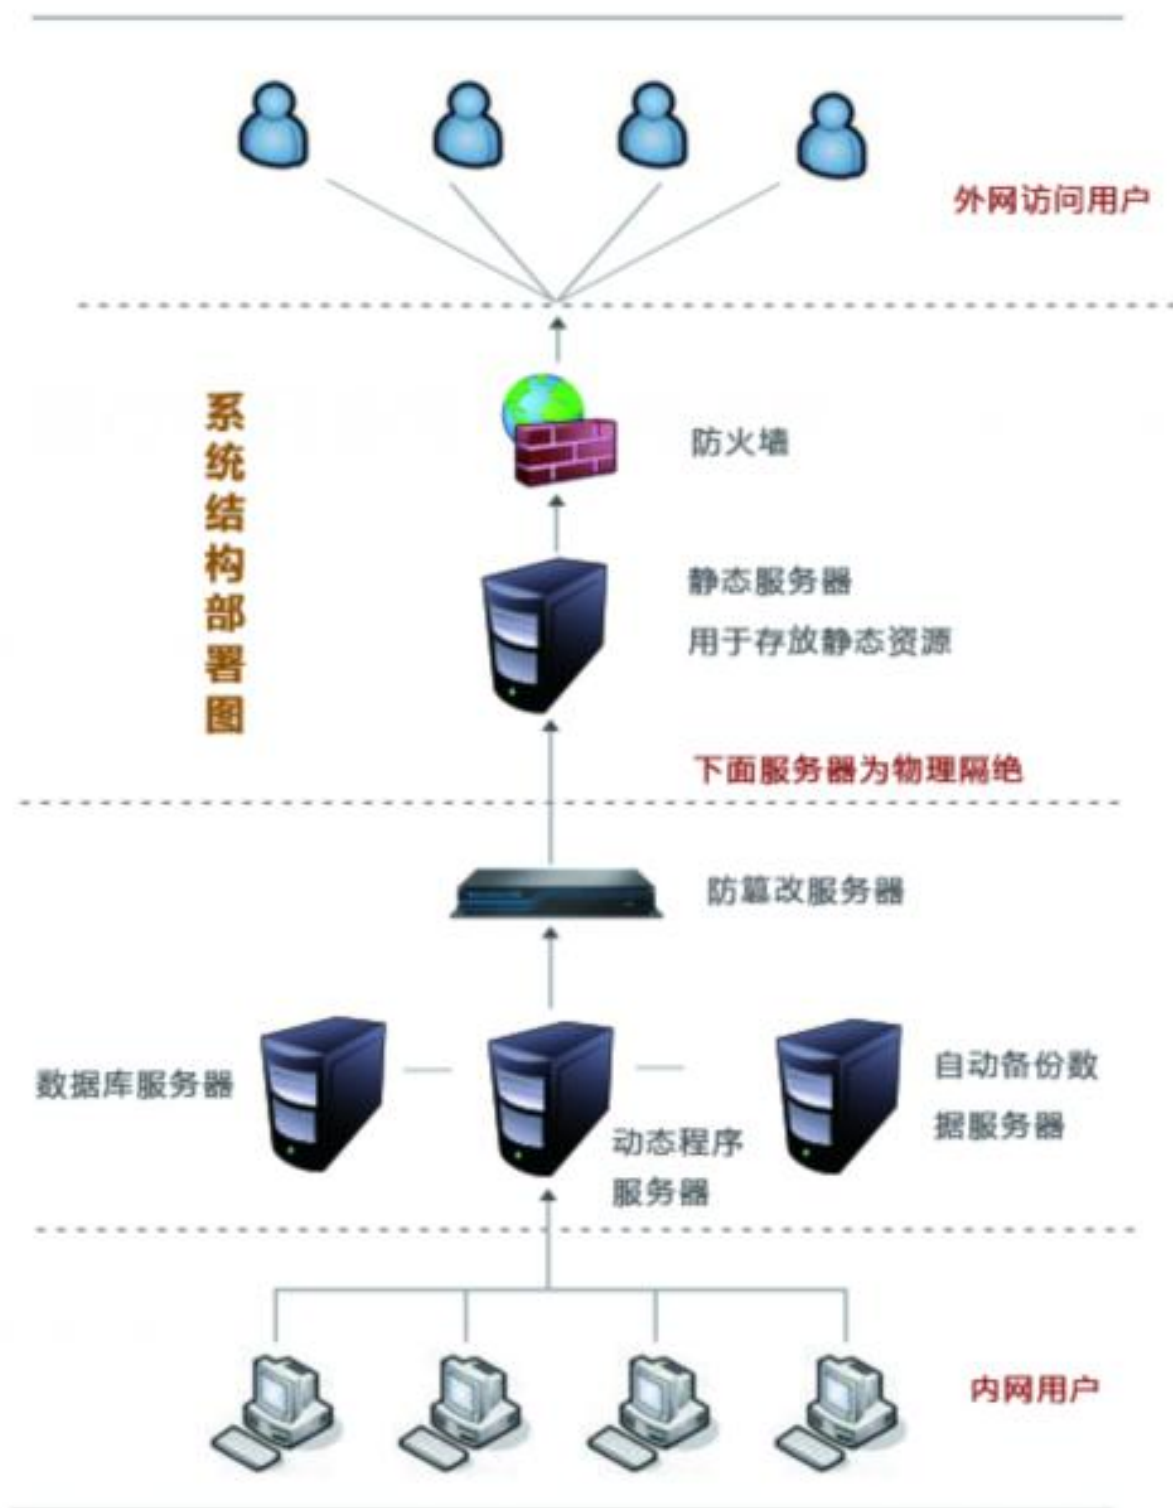 外网访问用户
系统结构部署图
防火墙
静态服务器
用于存放静态资源
下面服务器为物理隔绝
防篡改服务器
数据库服务器
动态程序
服务器
自动备份数
据服务器
内网用户